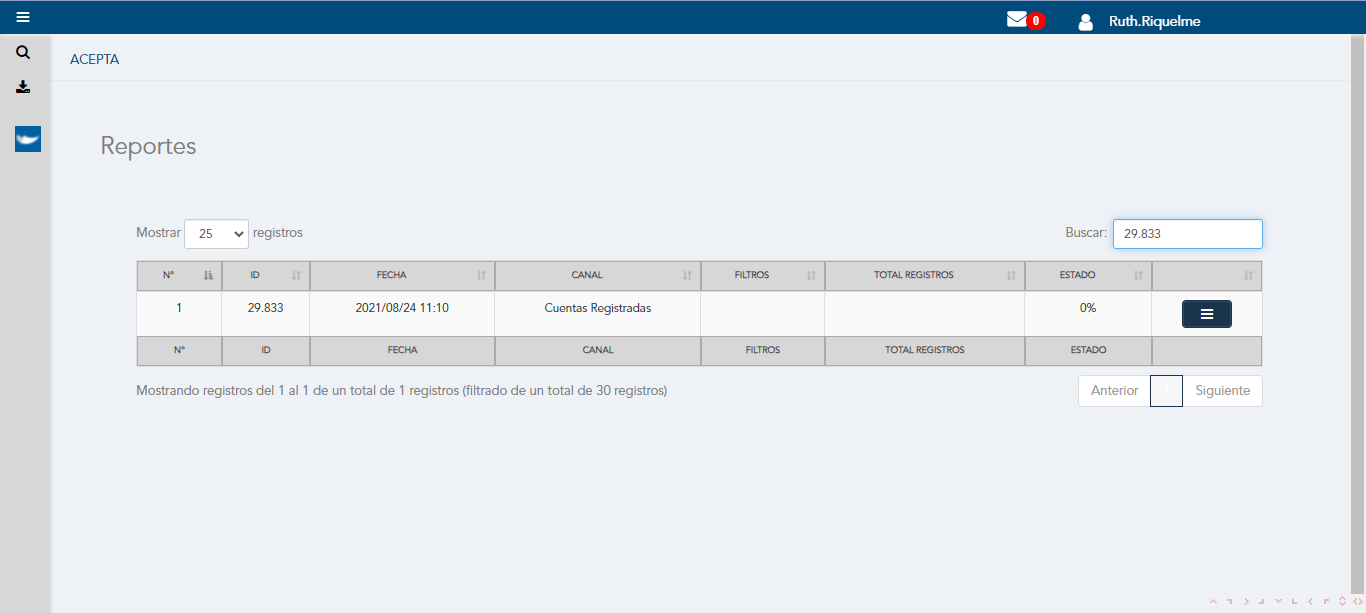 0 Ruth.Riquelme
ACEPTA
Reportes
Mostrar 25 registros Buscar: 29.833
N° ID FECHA CANAL FILTROS TOTAL REGISTROS ESTADO
1 29.833 2021/08/24 11:10 Cuentas Registradas 0%
N° ID FECHA CANAL FILTROS TOTAL REGISTROS ESTADO
Mostrando registros del 1 al 1 de un total de 1 registros (filtrado de un total de 30 registros) Anterior 1 Siguiente